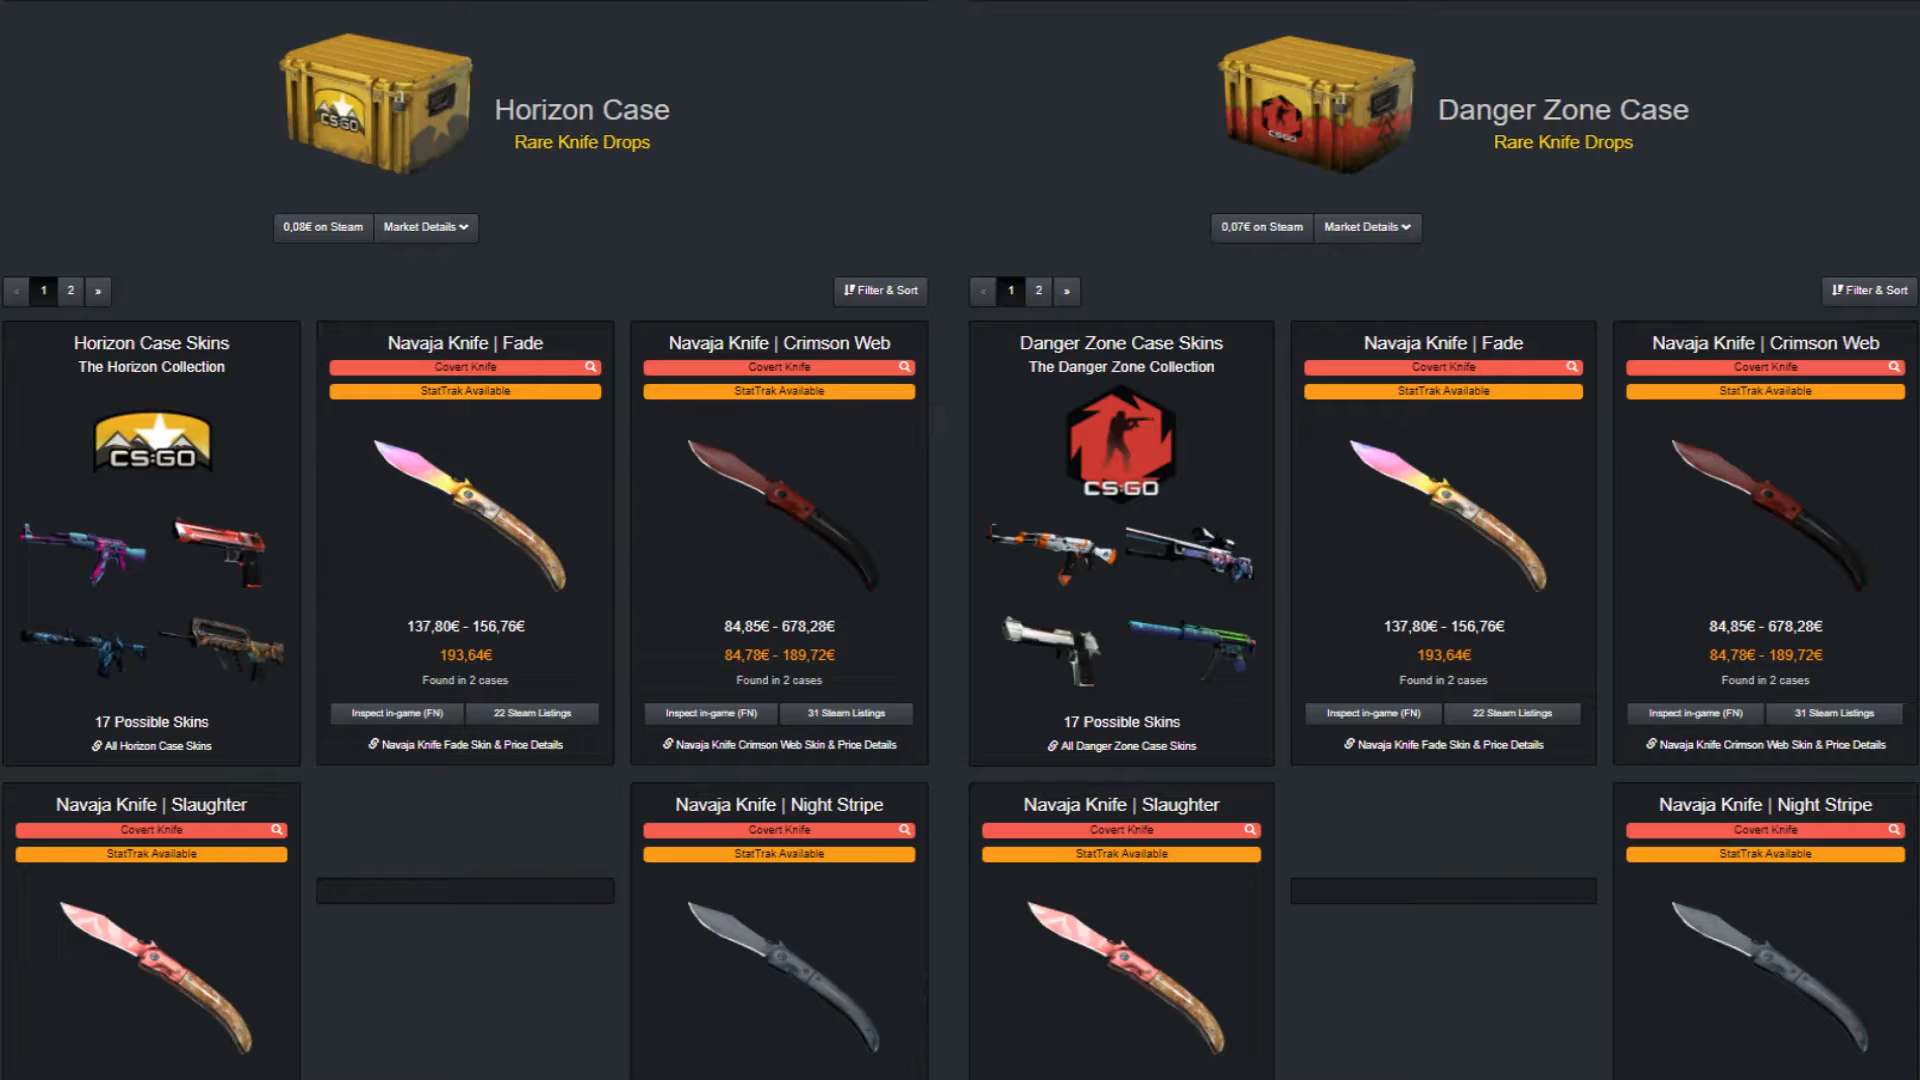 Horizon Case
Rare Knife Drops
0,08€ on Steam
Market Details
« 1 2 »
Filter & Sort
Horizon Case Skins
The Horizon Collection
CS:GO
17 Possible Skins
All Horizon Case Skins
Navaja Knife | Fade
Covert Knife
StatTrak Available
137,80€ - 156,76€
193,64€
Found in 2 cases
Inspect in-game (FN)
22 Steam Listings
Navaja Knife Fade Skin & Price Details
Navaja Knife | Crimson Web
Covert Knife
StatTrak Available
84,85€ - 678,28€
84,78€ - 189,72€
Found in 2 cases
Inspect in-game (FN)
31 Steam Listings
Navaja Knife Crimson Web Skin & Price Details
Navaja Knife | Slaughter
Covert Knife
StatTrak Available
Navaja Knife | Night Stripe
Covert Knife
StatTrak Available
Danger Zone Case
Rare Knife Drops
0,07€ on Steam
Market Details
« 1 2 »
Filter & Sort
Danger Zone Case Skins
The Danger Zone Collection
CS:GO
17 Possible Skins
All Danger Zone Case Skins
Navaja Knife | Fade
Covert Knife
StatTrak Available
137,80€ - 156,76€
193,64€
Found in 2 cases
Inspect in-game (FN)
22 Steam Listings
Navaja Knife Fade Skin & Price Details
Navaja Knife | Crimson Web
Covert Knife
StatTrak Available
84,85€ - 678,28€
84,78€ - 189,72€
Found in 2 cases
Inspect in-game (FN)
31 Steam Listings
Navaja Knife Crimson Web Skin & Price Details
Navaja Knife | Slaughter
Covert Knife
StatTrak Available
Navaja Knife | Night Stripe
Covert Knife
StatTrak Available
CS:GO
CS:GO